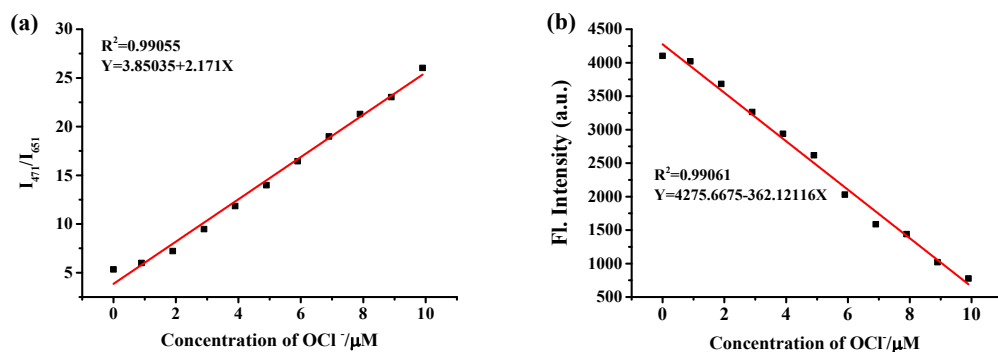 (a)
R²=0.99055
Y=3.85035+2.171X
30
25
20
15
10
5
I₄₇₁/I₆₅₁
0 2 4 6 8 10
Concentration of OCl⁻/μM
(b)
4500
4000
3500
3000
2500
2000
1500
1000
500
Fl. Intensity (a.u.)
R²=0.99061
Y=4275.6675-362.12116X
0 2 4 6 8 10
Concentration of OCl⁻/μM